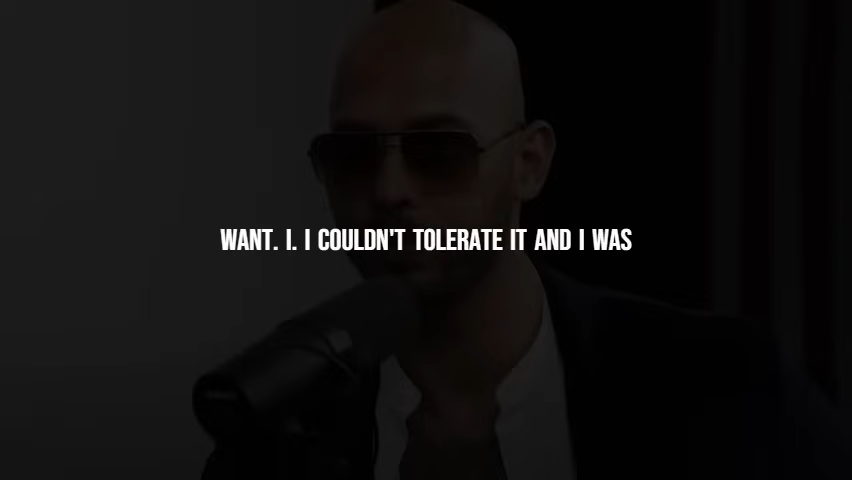 WANT. I. I COULDN'T TOLERATE IT AND I WAS